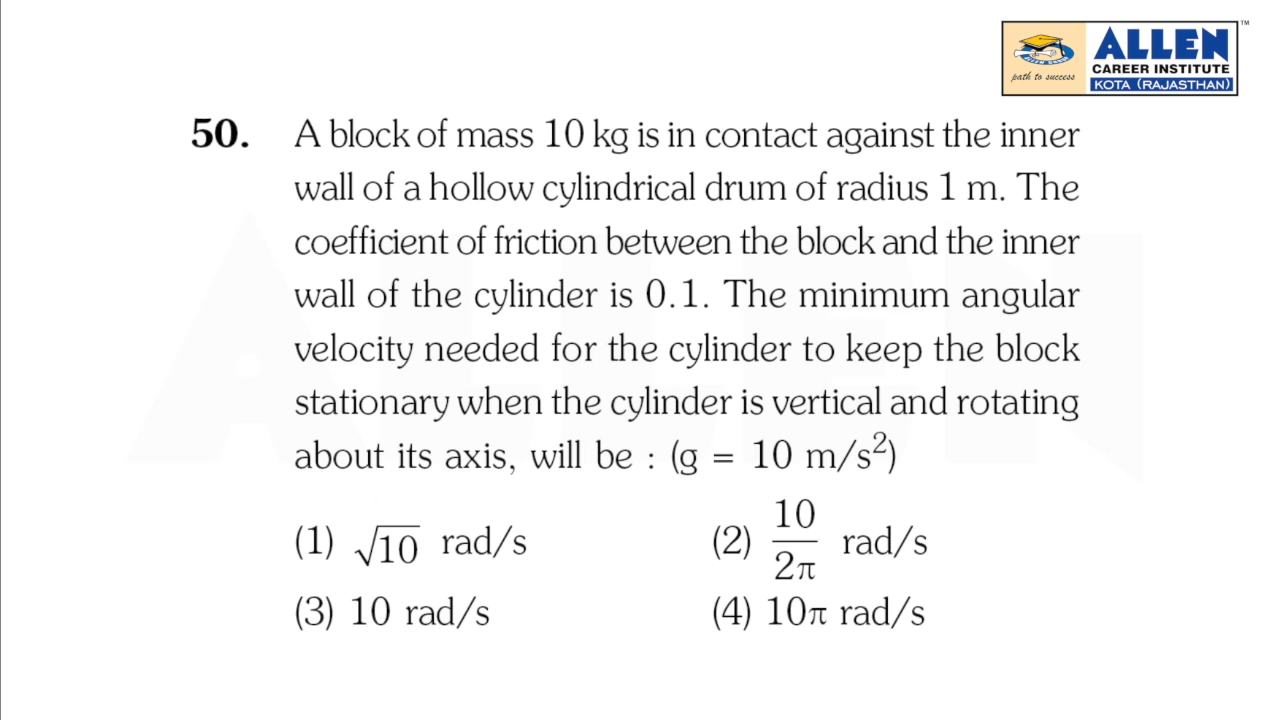 ALLEN
™
CAREER INSTITUTE
path to success
KOTA (RAJASTHAN)
50. A block of mass 10 kg is in contact against the inner
wall of a hollow cylindrical drum of radius 1 m. The
coefficient of friction between the block and the inner
wall of the cylinder is 0.1. The minimum angular
velocity needed for the cylinder to keep the block
stationary when the cylinder is vertical and rotating
about its axis, will be : (g = 10 m/s²)
(1) √10 rad/s (2) 10/2π rad/s
(3) 10 rad/s (4) 10π rad/s
ALLEN